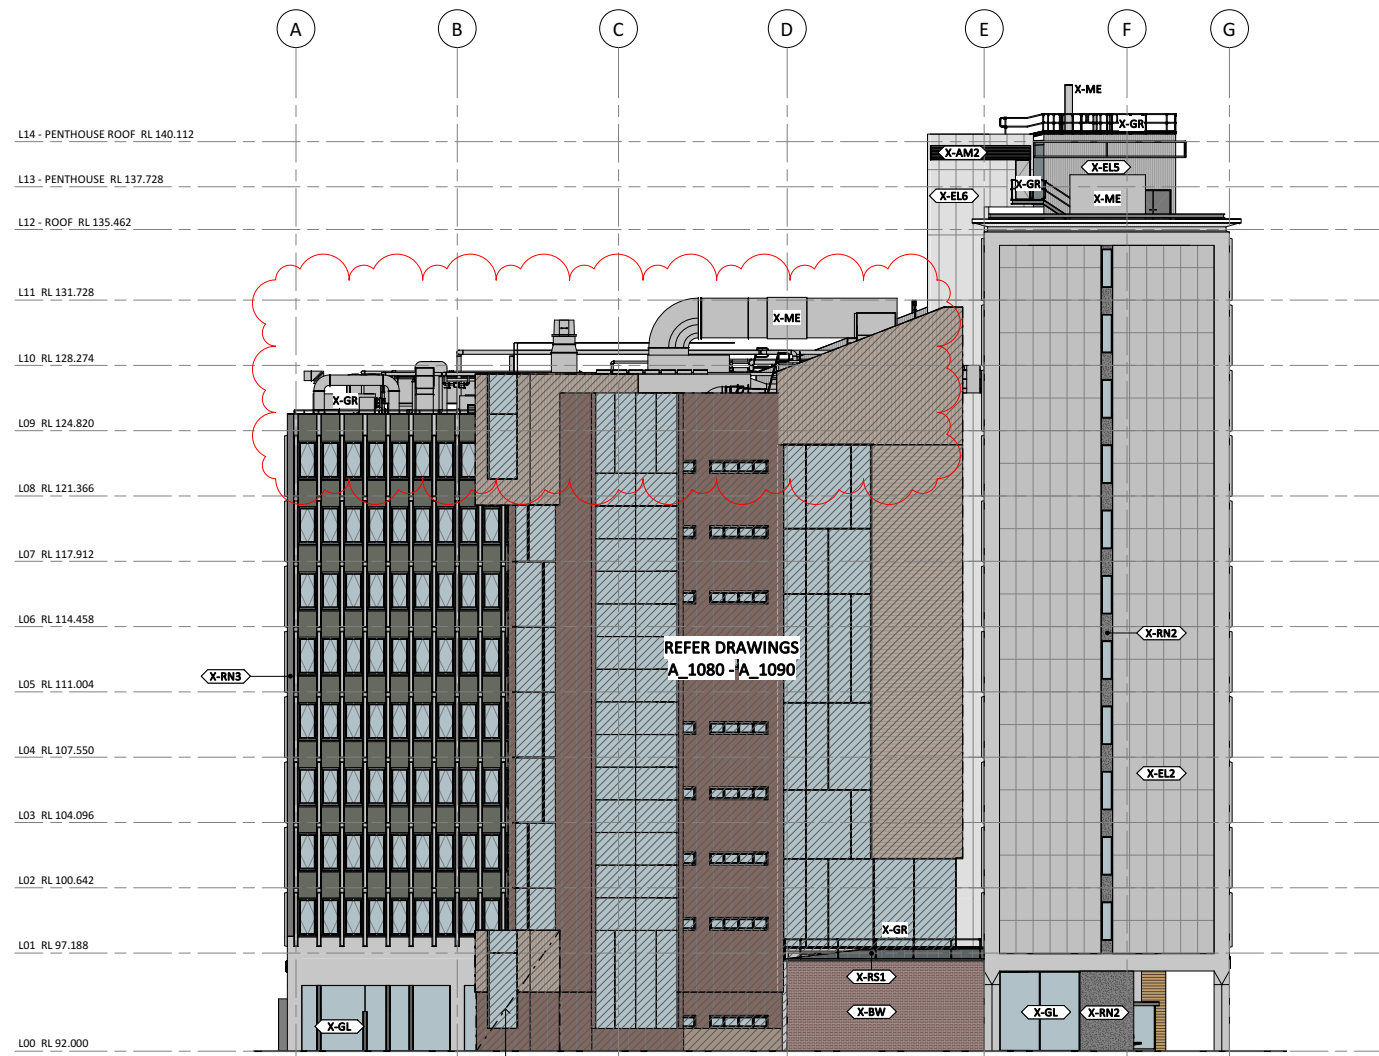 A B C D E F G
X-ME
L14 - PENTHOUSE ROOF RL 140.112
X-GR
X-AM2
X-EL5
L13 - PENTHOUSE RL 137.728
X-GR
X-EL6
X-ME
L12 - ROOF RL 135.462
L11 RL 131.728
X-ME
L10 RL 128.274
X-GR
L09 RL 124.820
L08 RL 121.366
L07 RL 117.912
L06 RL 114.458
X-RN2
REFER DRAWINGS
A_1080 - A_1090
X-RN3
L05 RL 111.004
L04 RL 107.550
X-EL2
L03 RL 104.096
L02 RL 100.642
X-GR
L01 RL 97.188
X-RS1
X-GL
X-BW
X-GL
X-RN2
L00 RL 92.000